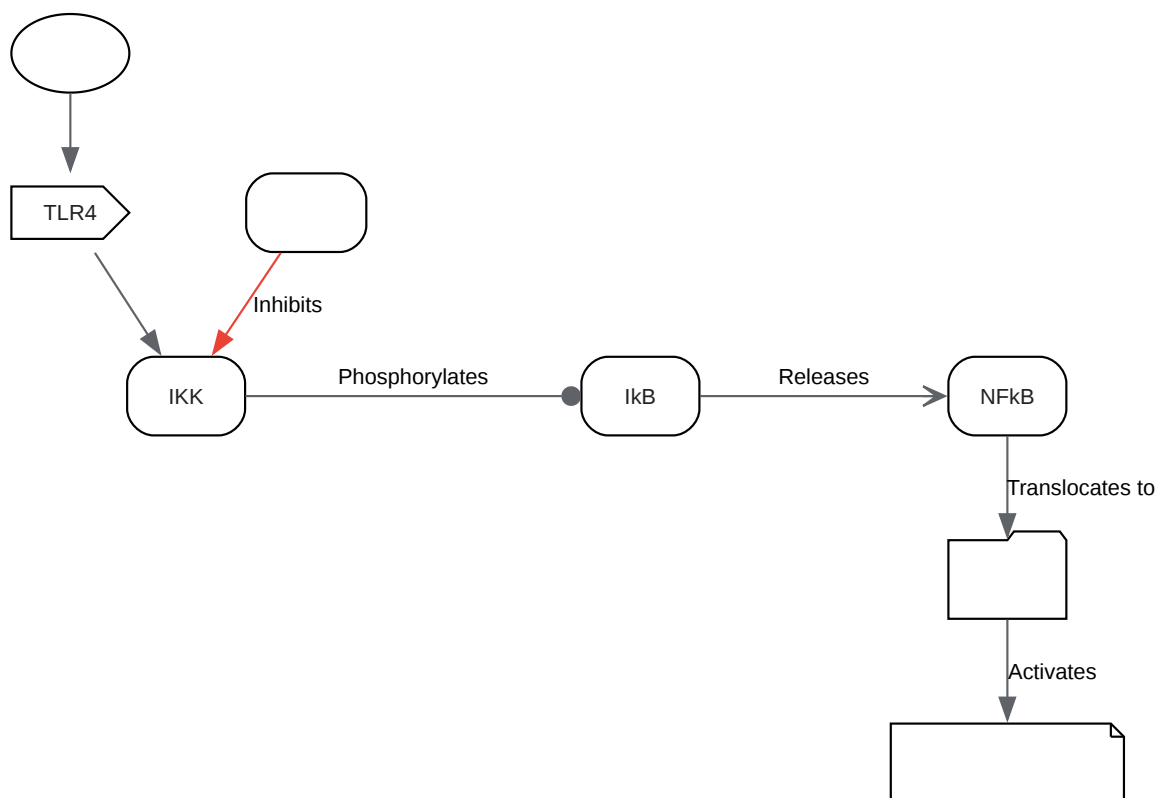 TLR4
Inhibits
IKK
Phosphorylates
IkB
Releases
NFkB
Translocates to
Activates